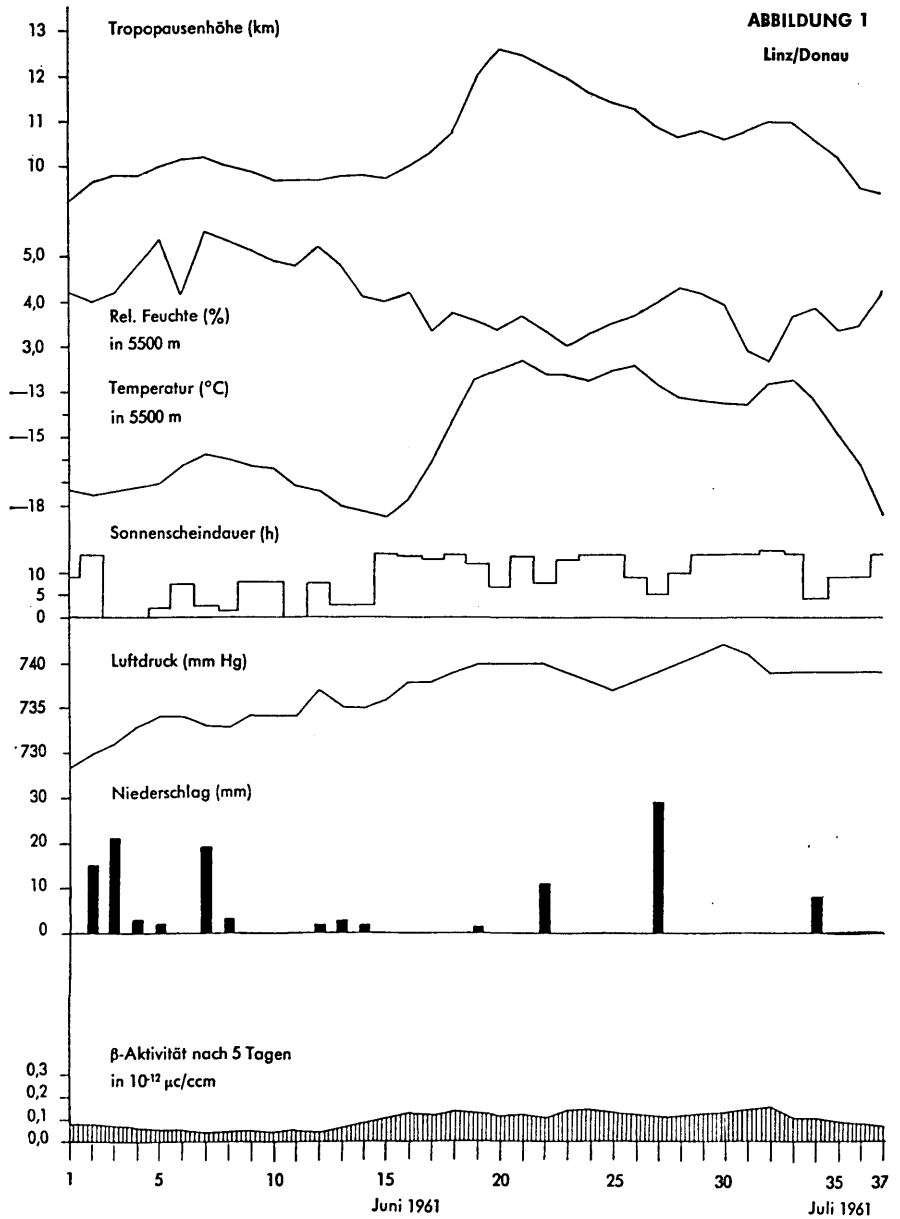 ABBILDUNG 1
Linz/Donau
Tropopausenhöhe (km)
13
12
11
10
Rel. Feuchte (%)
in 5500 m
5,0
4,0
3,0
Temperatur (°C)
in 5500 m
—13
—15
—18
Sonnenscheindauer (h)
10
5
0
Luftdruck (mm Hg)
740
735
730
Niederschlag (mm)
30
20
10
0
β-Aktivität nach 5 Tagen
in 10-12 μc/ccm
0,3
0,2
0,1
0,0
1 5 10 15 20 25 30 35 37
Juni 1961 Juli 1961